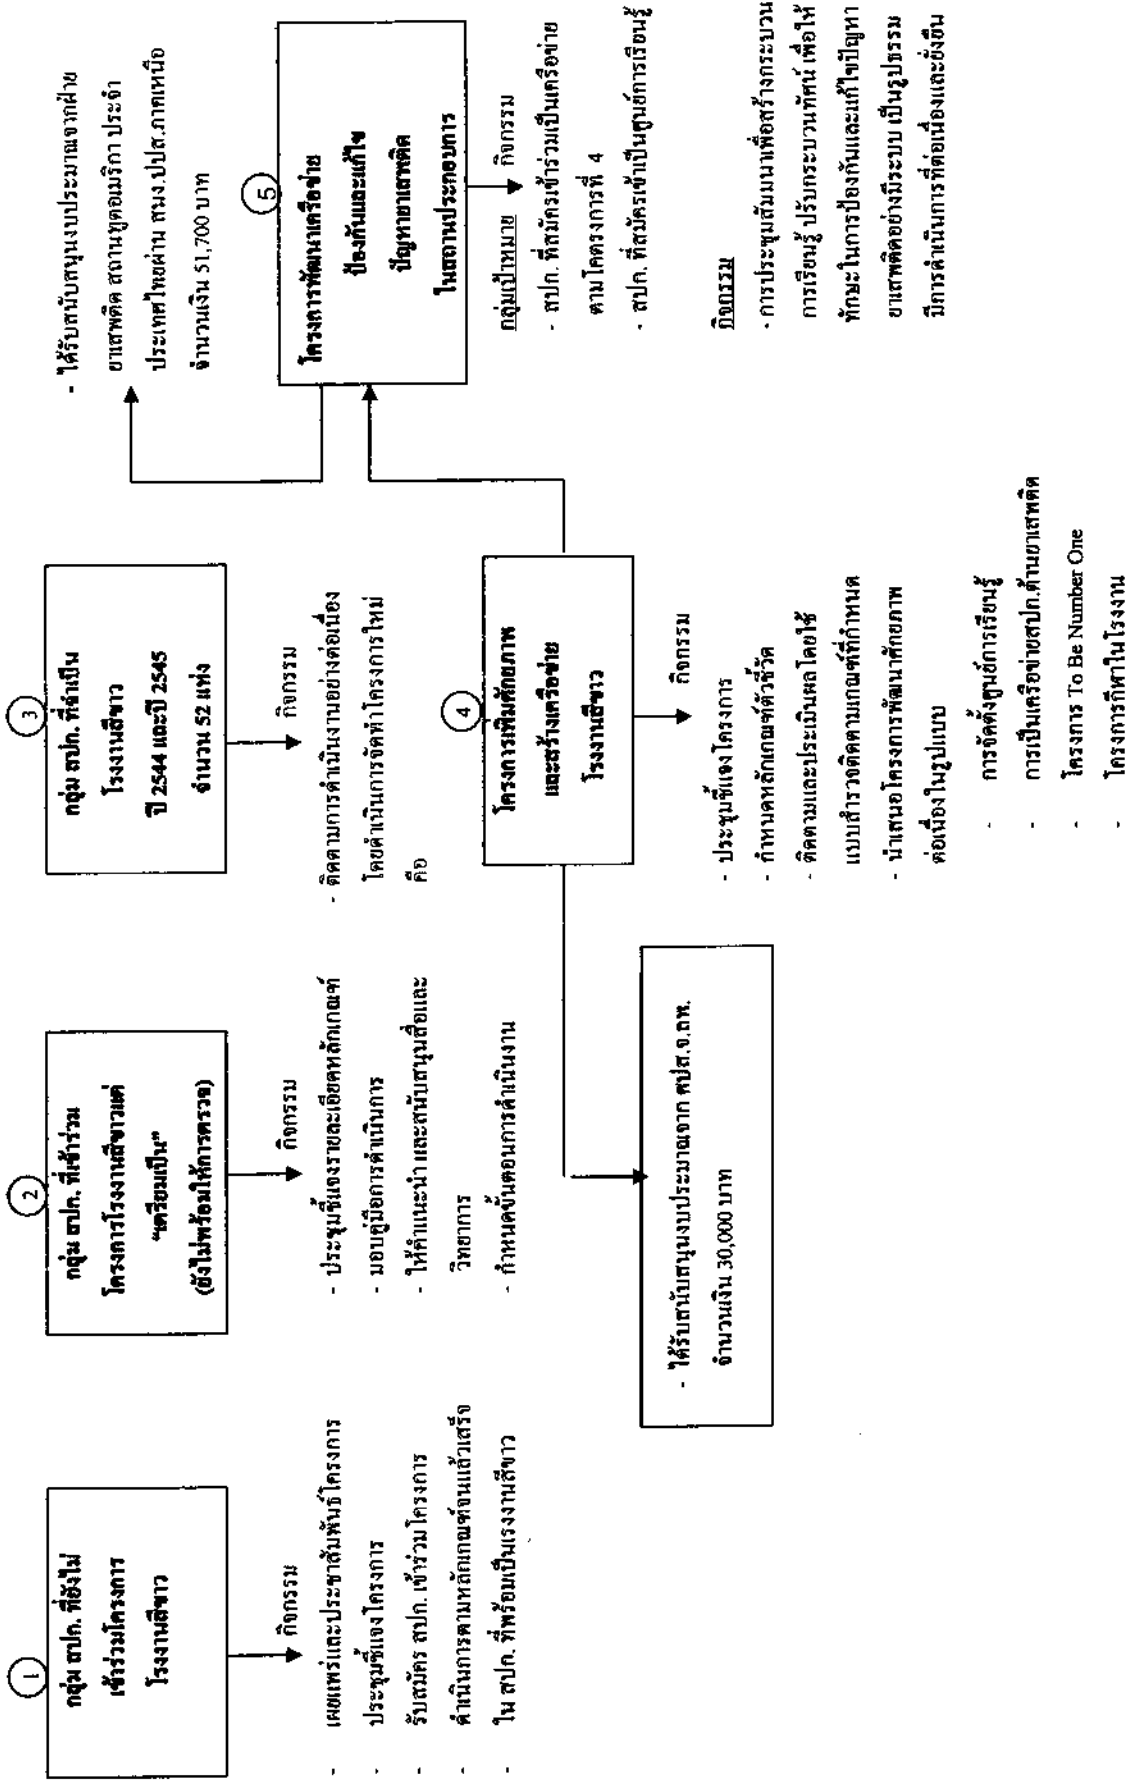 1
กลุ่ม สปก. ที่ยังไม่
เข้าร่วมโครงการ
โรงงานสีขาว
กิจกรรม
- เผยแพร่และประชาสัมพันธ์โครงการ
- ประชุมชี้แจงโครงการ
- รับสมัคร สปก. เข้าร่วมโครงการ
- ดำเนินการตามหลักเกณฑ์จนแล้วเสร็จ
- ใน สปก. ที่พร้อมเป็นเรงงานสีขาว
2
กลุ่ม สปก. ที่เข้าร่วม
โครงการโรงงานสีขาวแต่
“เตรียมเป็น”
(ยังไม่พร้อมให้การตรวจ)
กิจกรรม
- ประชุมชี้แจงรายละเอียดหลักเกณฑ์
- มอบคู่มือการดำเนินการ
- ให้คำแนะนำ และสนับสนุนสื่อและ
วิทยาการ
- กำหนดขั้นตอนการดำเนินงาน
3
กลุ่ม สปก. ที่เข้าเป็น
โรงงานสีขาว
ปี 2544 และปี 2545
จำนวน 52 แห่ง
กิจกรรม
- ติดตามการดำเนินงานอย่างต่อเนื่อง
โดยดำเนินการจัดทำโครงการใหม่
คือ
4
โครงการเพิ่มศักยภาพ
และสร้างเครือข่าย
โรงงานสีขาว
กิจกรรม
- ประชุมชี้แจงโครงการ
- กำหนดหลักเกณฑ์ตัวชี้วัด
- ติดตามและประเมินผลโดยใช้
แบบสำรวจติดตามเกณฑ์ที่กำหนด
- นำเสนอโครงการพัฒนาศักยภาพ
ต่อเนื่องในรูปแบบ
- การจัดตั้งศูนย์การเรียนรู้
- การเป็นเครือข่ายสปก.ด้านยาเสพติด
- โครงการ To Be Number One
- โครงการกีฬาในโรงงาน
- ได้รับสนับสนุนงบประมาณจาก ศปส.จ.ลพ.
จำนวนเงิน 30,000 บาท
- ได้รับสนับสนุนงบประมาณจากฝ่าย
ยาเสพติด สถานทูตอเมริกา ประจำ
ประเทศไทยผ่าน สนง.ปปส.ภาคเหนือ
จำนวนเงิน 51,700 บาท
5
โครงการพัฒนาเครือข่าย
ป้องกันและแก้ไข
ปัญหายาเสพติด
ในสถานประกอบการ
กลุ่มเป้าหมาย กิจกรรม
- สปก. ที่สมัครเข้าร่วมเป็นเครือข่าย
ตามโครงการที่ 4
- สปก. ที่สมัครเข้าเป็นศูนย์การเรียนรู้
กิจกรรม
- การประชุมสัมมนาเพื่อสร้างกระบวน
การเรียนรู้ ปรับกระบวนทัศน์ เพื่อให้
ทักษะในการป้องกันและแก้ไขปัญหา
ยาเสพติดอย่างมีระบบ เป็นรูปธรรม
มีการดำเนินการที่ต่อเนื่องและยั่งยืน